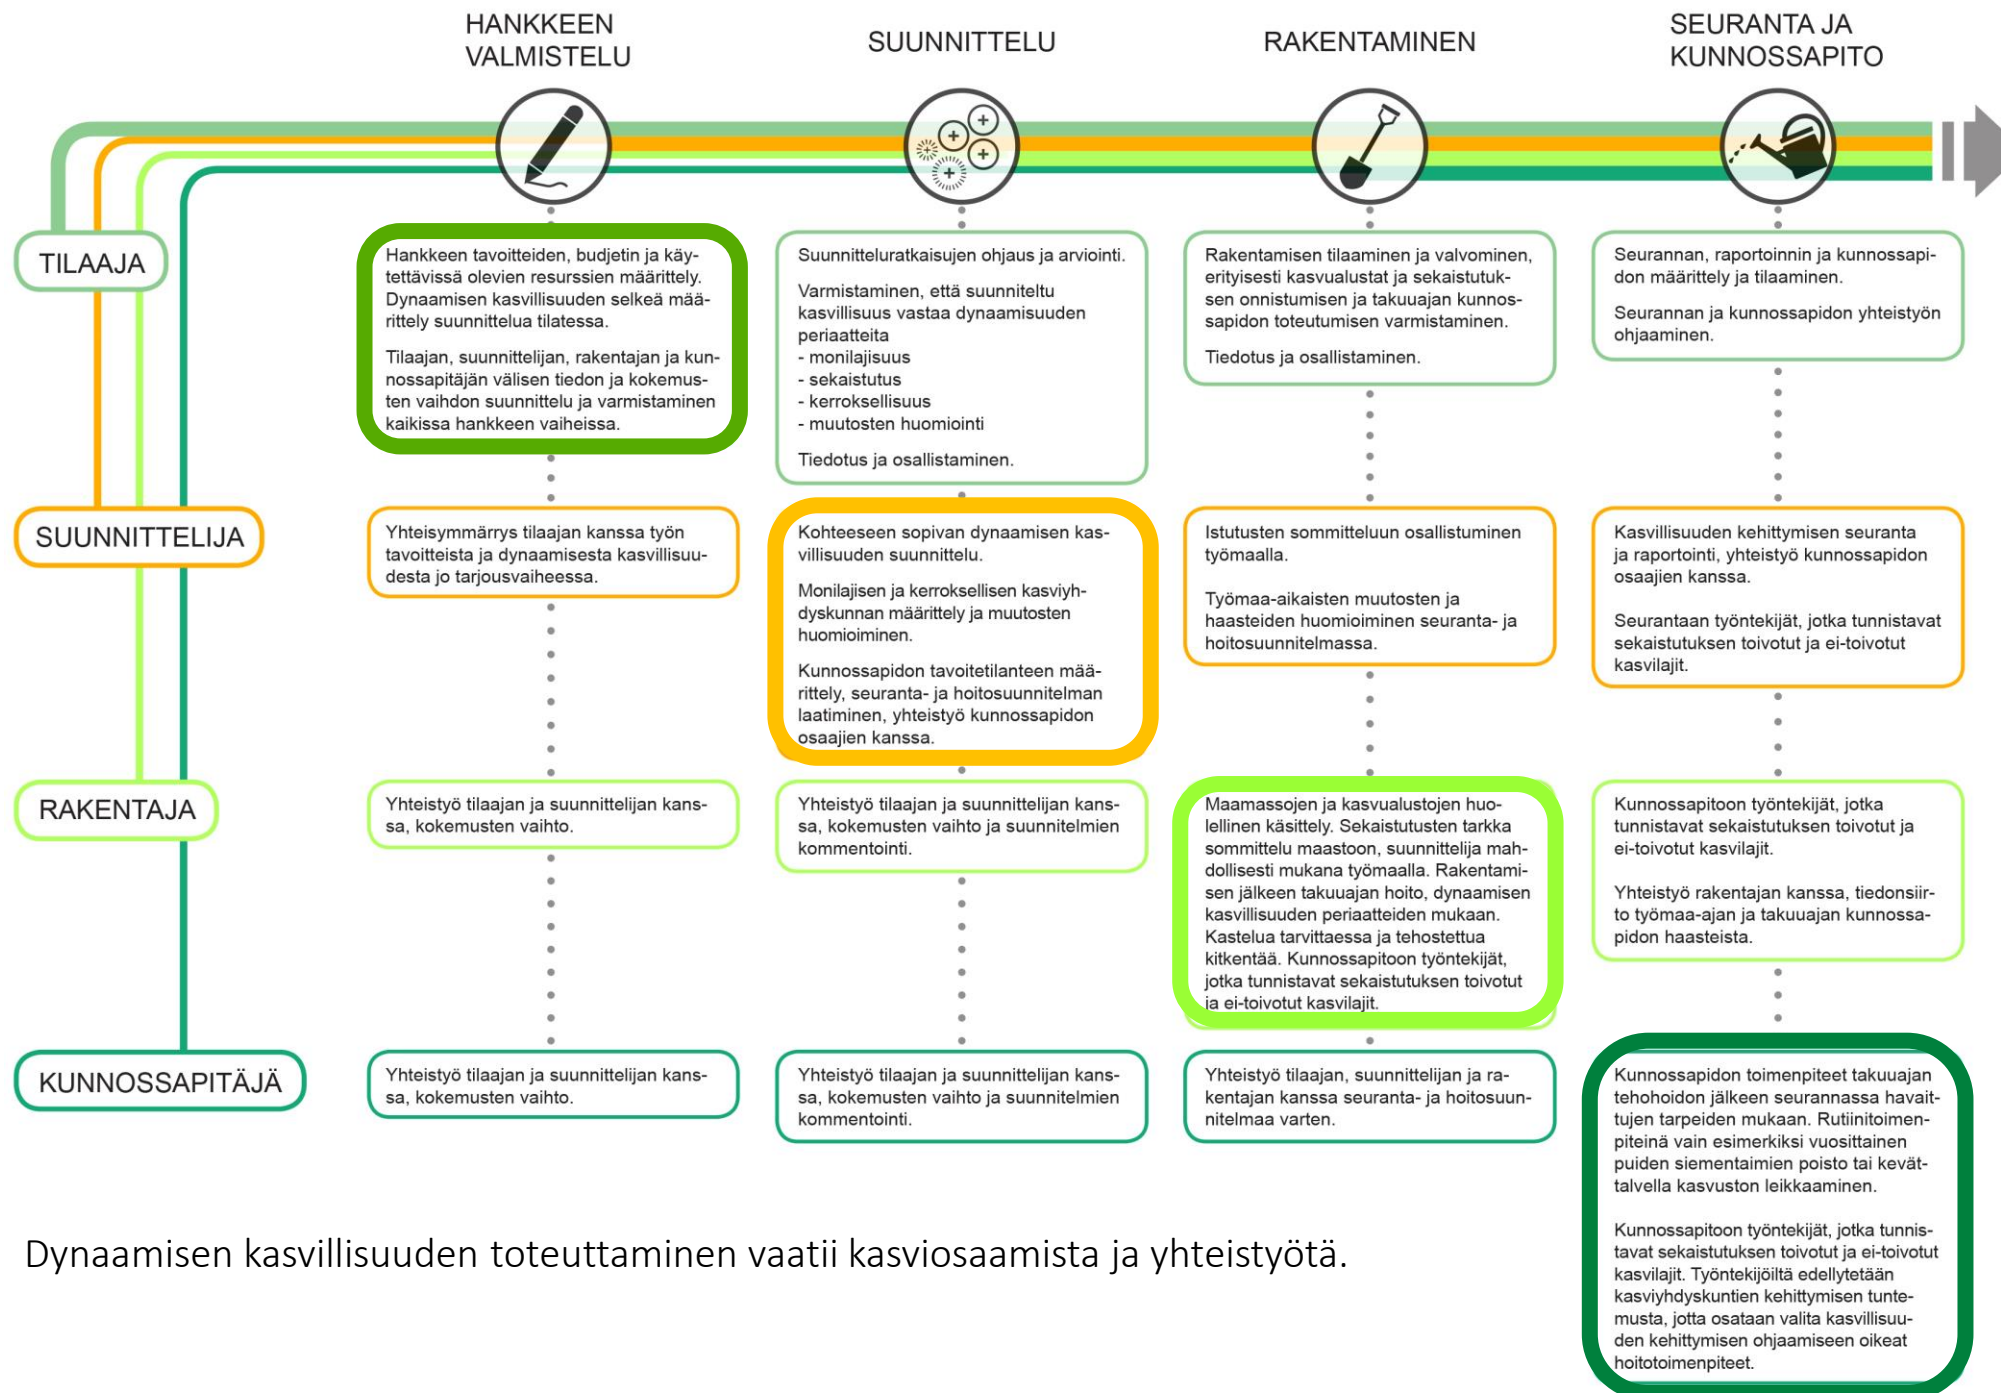 HANKKEEN
VALMISTELU
SUUNNITTELU
RAKENTAMINEN
SEURANTA JA
KUNNOSSAPITO
TILAAJA
Hankkeen tavoitteiden, budjetin ja käy-
tettävissä olevien resurssien määrittely.
Dynaamisen kasvillisuuden selkeä mää-
rittely suunnittelua tilatessa.
Tilaajan, suunnittelijan, rakentajan ja kun-
nossapitäjän välisen tiedon ja kokemus-
ten vaihdon suunnittelu ja varmistaminen
kaikissa hankkeen vaiheissa.
Suunnitteluratkaisujen ohjaus ja arviointi.
Varmistaminen, että suunniteltu
kasvillisuus vastaa dynaamisuuden
periaatteita
- monilajisuus
- sekaistutus
- kerroksellisuus
- muutosten huomiointi
Tiedotus ja osallistaminen.
Rakentamisen tilaaminen ja valvominen,
erityisesti kasvualustat ja sekaistutuk-
sen onnistumisen ja takuuajan kunnos-
sapidon toteutumisen varmistaminen.
Tiedotus ja osallistaminen.
Seurannan, raportoinnin ja kunnossapi-
don määrittely ja tilaaminen.
Seurannan ja kunnossapidon yhteistyön
ohjaaminen.
SUUNNITTELIJA
Yhteisymmärrys tilaajan kanssa työn
tavoitteista ja dynaamisesta kasvillisuu-
desta jo tarjousvaiheessa.
Kohteeseen sopivan dynaamisen kas-
villisuuden suunnittelu.
Monilajisen ja kerroksellisen kasviyh-
dyskunnan määrittely ja muutosten
huomioiminen.
Kunnossapidon tavoitetilanteen mää-
rittely, seuranta- ja hoitosuunnitelman
laatiminen, yhteistyö kunnossapidon
osaajien kanssa.
Istutusten sommitteluun osallistuminen
työmaalla.
Työmaa-aikaisten muutosten ja
haasteiden huomioiminen seuranta- ja
hoitosuunnitelmassa.
Kasvillisuuden kehittymisen seuranta
ja raportointi, yhteistyö kunnossapidon
osaajien kanssa.
Seurantaan työntekijät, jotka tunnistavat
sekaistutuksen toivotut ja ei-toivotut
kasvilajit.
RAKENTAJA
Yhteistyö tilaajan ja suunnittelijan kans-
sa, kokemusten vaihto.
Yhteistyö tilaajan ja suunnittelijan kans-
sa, kokemusten vaihto ja suunnitelmien
kommentointi.
Maamassojen ja kasvualustojen huo-
lellinen käsittely. Sekaistutusten tarkka
sommittelu maastoon, suunnittelija mah-
dollisesti mukana työmaalla. Rakentami-
sen jälkeen takuuajan hoito, dynaamisen
kasvillisuuden periaatteiden mukaan.
Kastelua tarvittaessa ja tehostettua
kitkentää. Kunnossapitoon työntekijät,
jotka tunnistavat sekaistutuksen toivotut
ja ei-toivotut kasvilajit.
Kunnossapitoon työntekijät, jotka
tunnistavat sekaistutuksen toivotut ja
ei-toivotut kasvilajit.
Yhteistyö rakentajan kanssa, tiedonsiir-
to työmaa-ajan ja takuuajan kunnossa-
pidon haasteista.
KUNNOSSAPITÄJÄ
Yhteistyö tilaajan ja suunnittelijan kans-
sa, kokemusten vaihto.
Yhteistyö tilaajan ja suunnittelijan kans-
sa, kokemusten vaihto ja suunnitelmien
kommentointi.
Yhteistyö tilaajan, suunnittelijan ja ra-
kentajan kanssa seuranta- ja hoitosuun-
nitelmaa varten.
Kunnossapidon toimenpiteet takuuajan
tehohoidon jälkeen seurannassa havait-
tujen tarpeiden mukaan. Rutiinitoimen-
piteinä vain esimerkiksi vuosittainen
puiden siementaimien poisto tai kevät-
talvella kasvuston leikkaaminen.
Kunnossapitoon työntekijät, jotka tunnis-
tavat sekaistutuksen toivotut ja ei-toivotut
kasvilajit. Työntekijöiltä edellytetään
kasviyhdyskuntien kehittymisen tunte-
musta, jotta osataan valita kasvillisuu-
den kehittymisen ohjaamiseen oikeat
hoitotoimenpiteet.
Dynaamisen kasvillisuuden toteuttaminen vaatii kasviosaamista ja yhteistyötä.